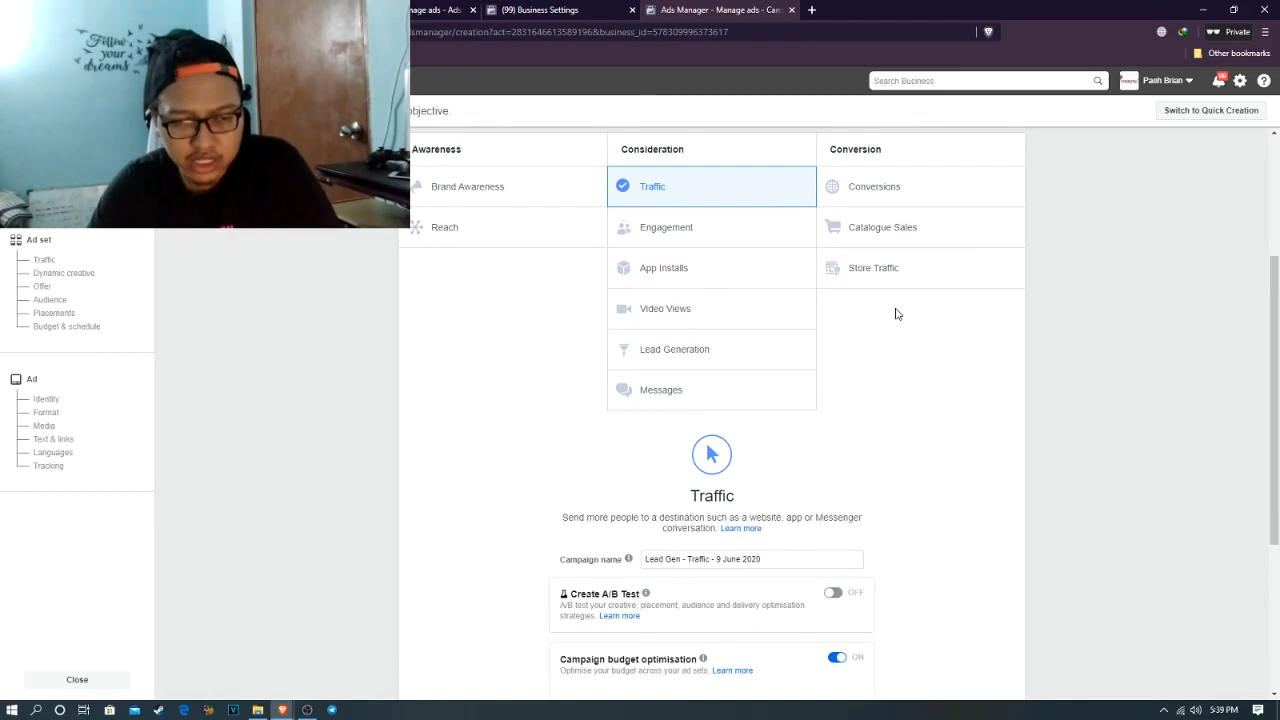 age ads - Ads Manag
(99) Business Settings
Ads Manager - Ads Manager - Cam
smanager/creation?act=2831646613589196&business_id=578309996373617
Private
Other bookmarks
Follow
your
dreams
Search Business
Paeh Brian
objective.
Switch to Quick Creation
Awareness
Consideration
Conversion
Brand Awareness
Traffic
Conversions
Reach
Engagement
Catalogue Sales
App Installs
Store Traffic
Video Views
Lead Generation
Messages
Ad set
Traffic
Dynamic creative
Offer
Audience
Placements
Budget & schedule
Ad
Identity
Format
Media
Text & links
Languages
Tracking
Close
Traffic
Send more people to a destination such as a website, app or Messenger
conversation. Learn more
Campaign name
Lead Gen - Traffic - 9 June 2020
Create A/B Test
OFF
A/B test your creative, placement, audience and delivery optimisation
strategies. Learn more
Campaign budget optimisation
ON
Optimise your budget across your ad sets. Learn more
5:39 PM